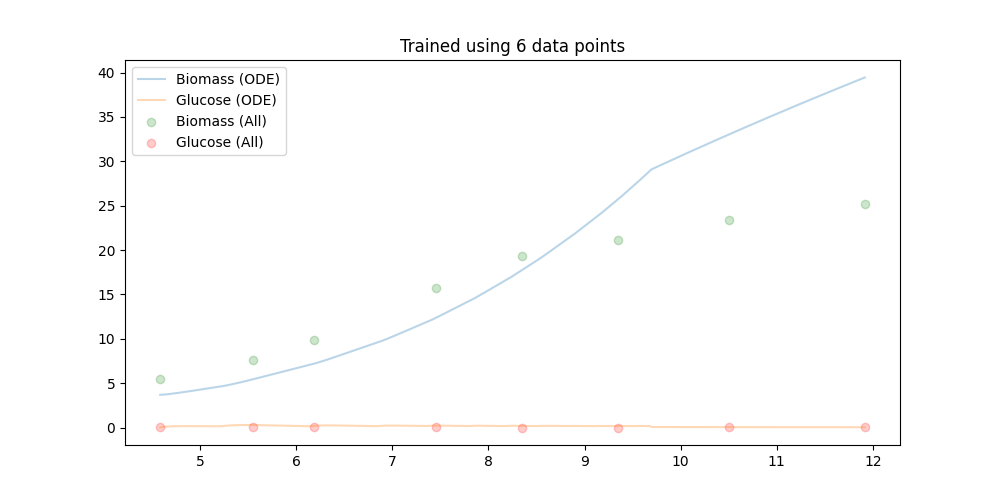 Trained using 6 data points
Biomass (ODE)
Glucose (ODE)
Biomass (All)
Glucose (All)
40
35
30
25
20
15
10
5
0
5 6 7 8 9 10 11 12